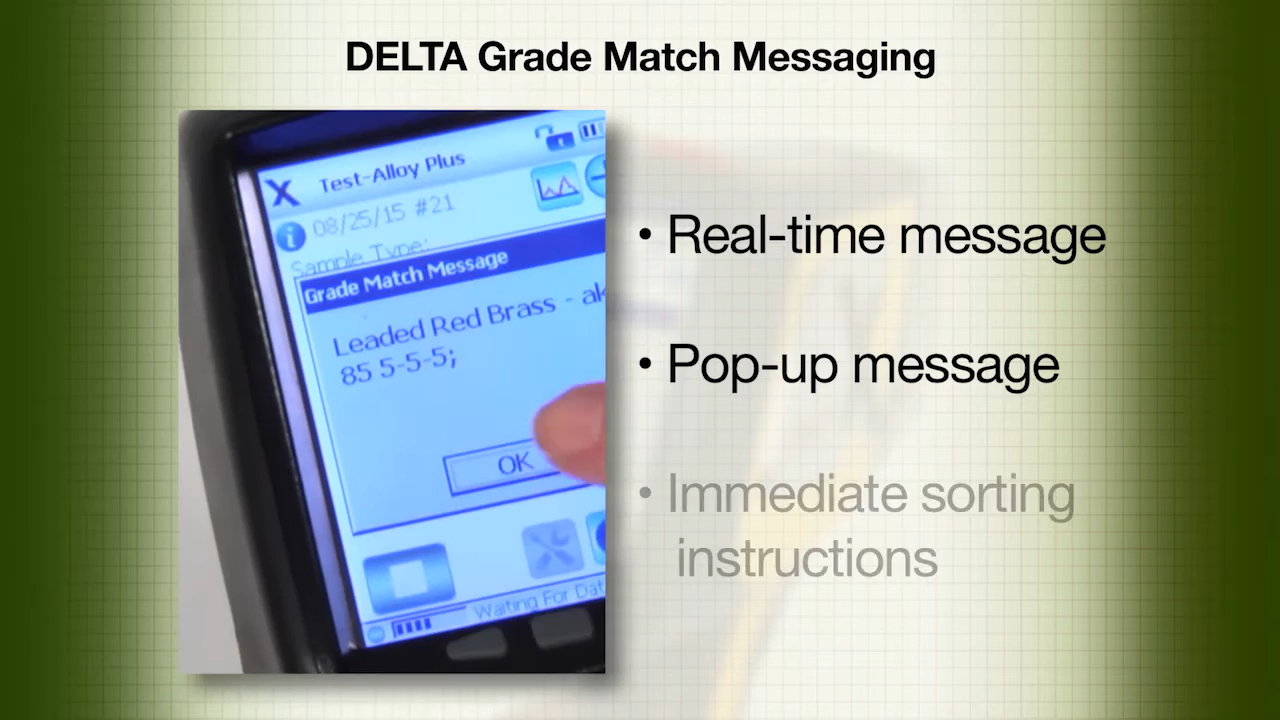 DELTA Grade Match Messaging
Test-Alloy Plus
08/25/15 #21
Sample Type:
Grade Match Message
Leaded Red Brass -
85 5-5-5;
OK
Waiting For
• Real-time message
• Pop-up message
• Immediate sorting
instructions